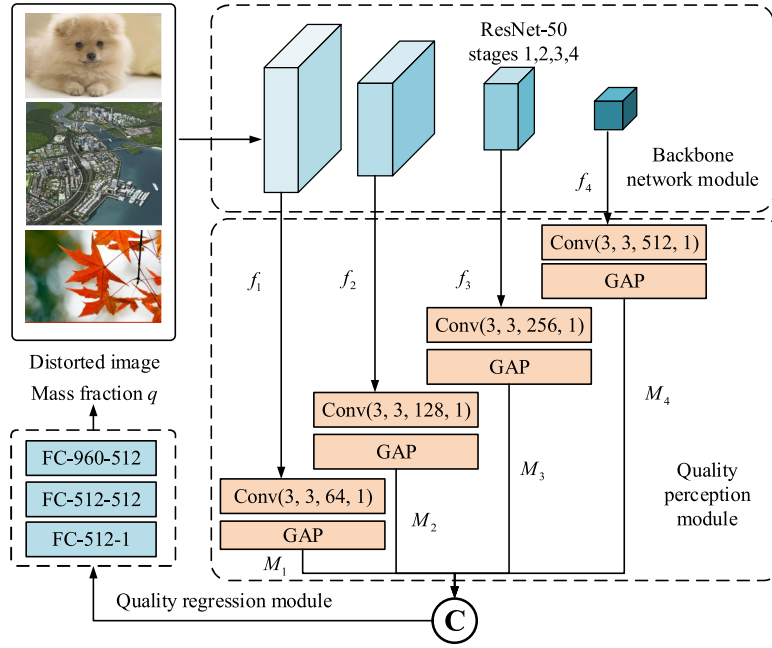 ResNet-50
stages 1,2,3,4
Backbone
network module
f4
Conv(3, 3, 512, 1)
GAP
f1
f2
f3
Conv(3, 3, 256, 1)
GAP
M4
Distorted image
Mass fraction q
Conv(3, 3, 128, 1)
GAP
M3
FC-960-512
FC-512-512
FC-512-1
Conv(3, 3, 64, 1)
GAP
M2
M1
Quality
perception
module
Quality regression module
C